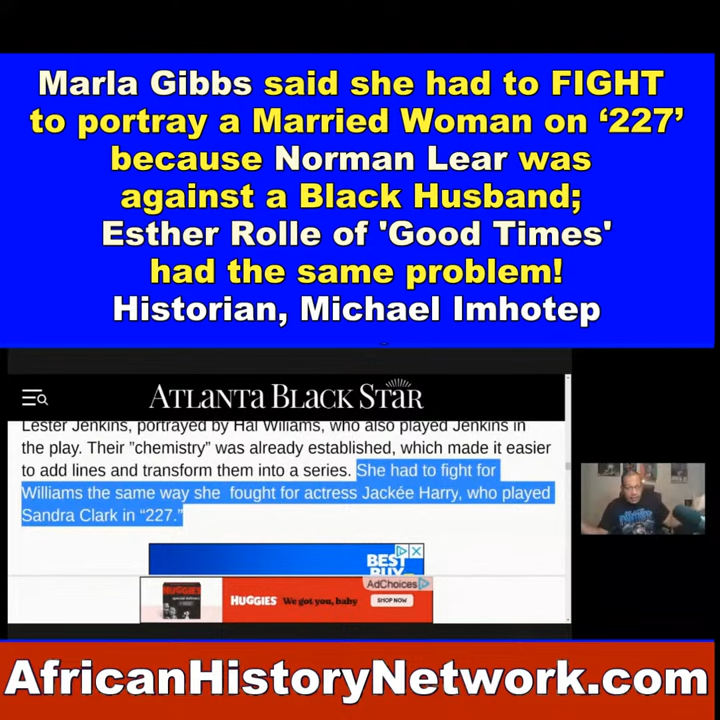 Marla Gibbs said she had to FIGHT
to portray a Married Woman on ‘227’
because Norman Lear was
against a Black Husband;
Esther Rolle of 'Good Times'
had the same problem!
Historian, Michael Imhotep
ATLANTA BLACK STAR
Lester Jenkins, portrayed by Hal Williams, who also played Jenkins in
the play. Their ”chemistry” was already established, which made it easier
to add lines and transform them into a series. She had to fight for
Williams the same way she fought for actress Jackée Harry, who played
Sandra Clark in “227.”
BEST
BUY
AdChoices
HUGGIES
special delivery
HUGGIES We got you, baby SHOP NOW
AfricanHistoryNetwork.com